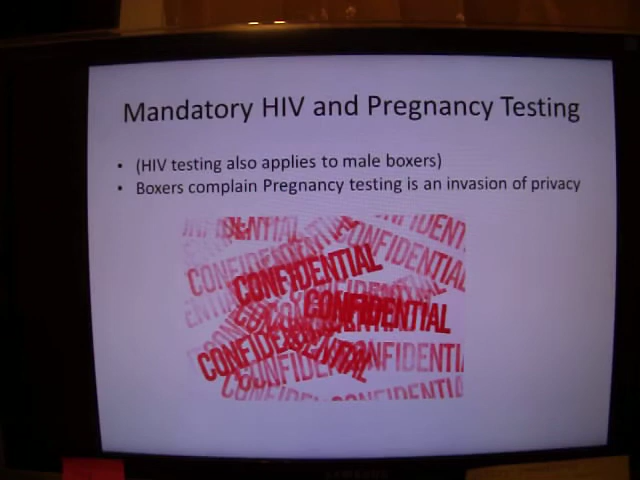 Mandatory HIV and Pregnancy Testing
• (HIV testing also applies to male boxers)
• Boxers complain Pregnancy testing is an invasion of privacy
CONFIDENTIAL
CONFIDENTIAL
CONFIDENTIAL